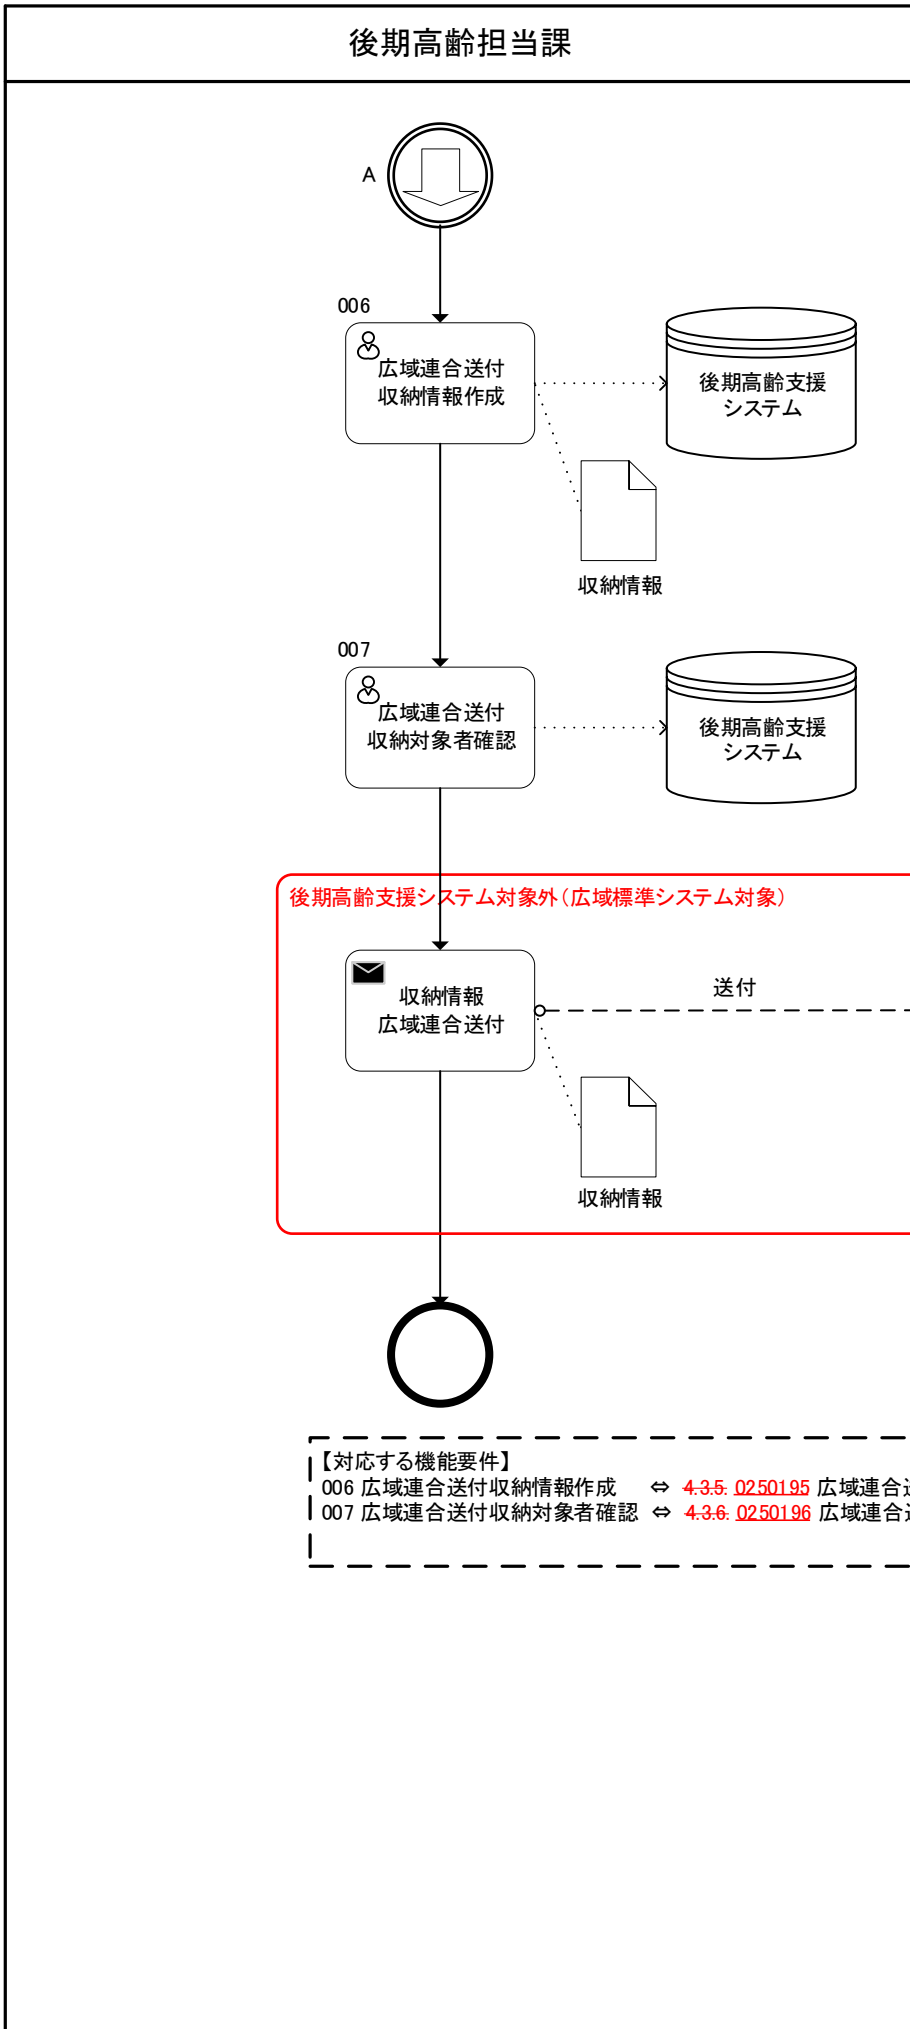 後期高齢担当課
A
006
広域連合送付
収納情報作成
後期高齢支援
システム
収納情報
007
広域連合送付
収納対象者確認
後期高齢支援
システム
後期高齢支援システム対象外（広域標準システム対象）
収納情報
広域連合送付
送付
収納情報
【対応する機能要件】
006 広域連合送付収納情報作成 ⇔ 4.3.5. 0250195 広域連合送
007 広域連合送付収納対象者確認 ⇔ 4.3.6. 0250196 広域連合送